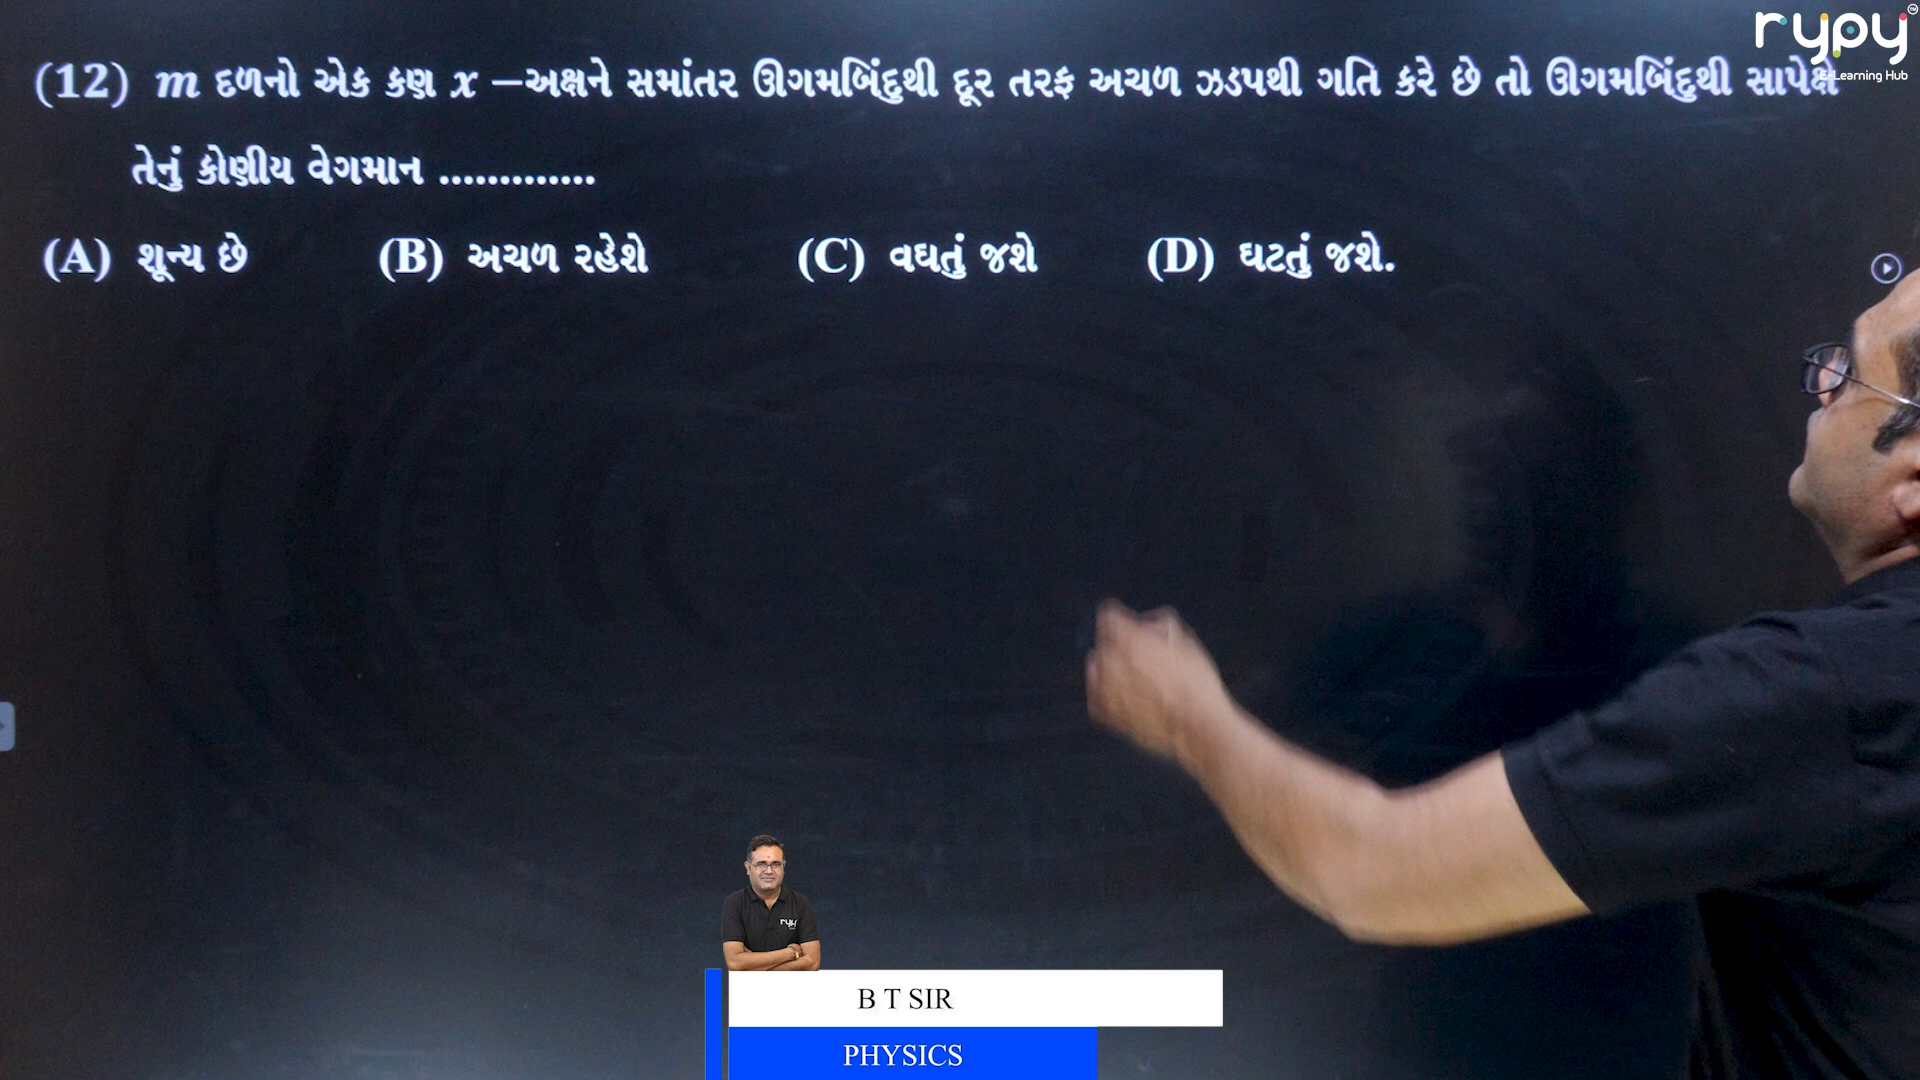 rypy™
E-Learning Hub
(12) m દળનો એક કણ x –અક્ષને સમાંતર ઊગમબિંદુથી દૂર તરફ અચળ ઝડપથી ગતિ કરે છે તો ઊગમબિંદુથી સાપેક્ષે
તેનું કોણીય વેગમાન .............
(A) શૂન્ય છે (B) અચળ રહેશે (C) વધતું જશે (D) ઘટતું જશે.
rypy
B T SIR
PHYSICS